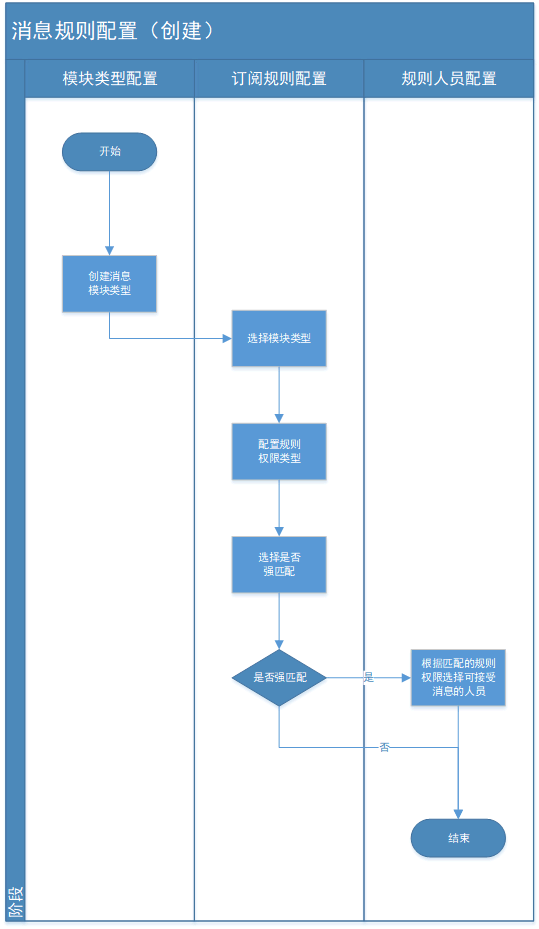 消息规则配置（创建）
模块类型配置
订阅规则配置
规则人员配置
开始
创建消息
模块类型
选择模块类型
配置规则
权限类型
选择是否
强匹配
是否强匹配
是
根据匹配的规则
权限选择可接受
消息的人员
否
结束
阶段